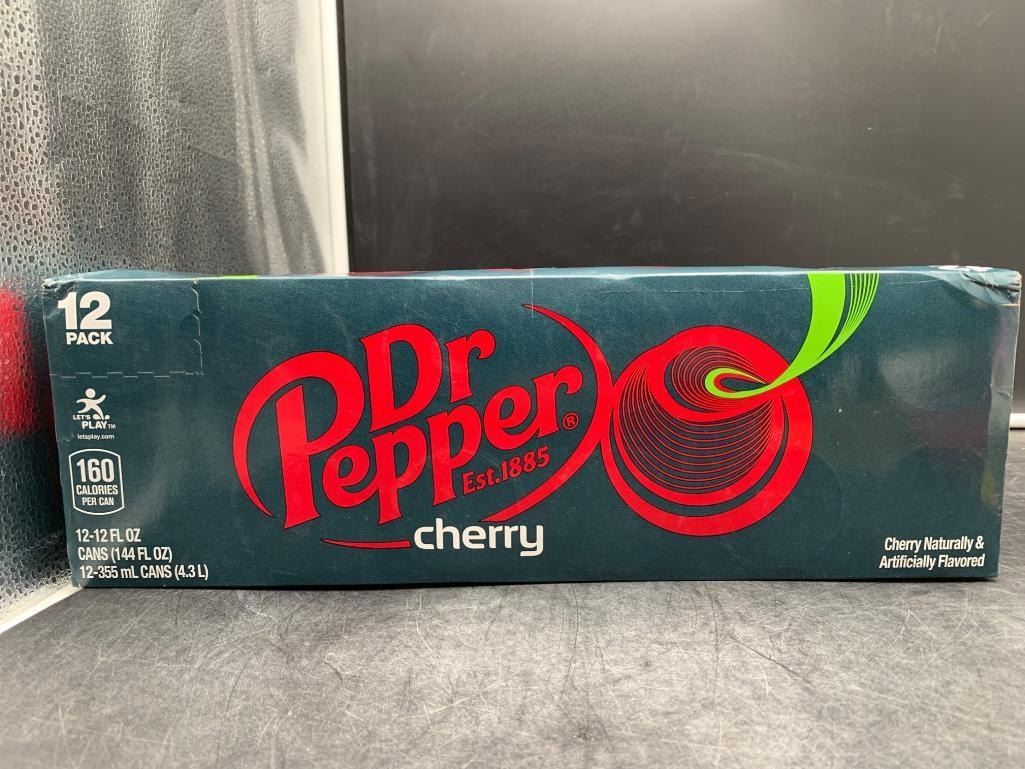 12
PACK
LET'S
PLAY™
letsplay.com
160
CALORIES
PER CAN
12-12 FL OZ
CANS (144 FL OZ)
12-355 mL CANS (4.3 L)
Dr
Pepper®
Est.1885
cherry
Cherry Naturally &
Artificially Flavored